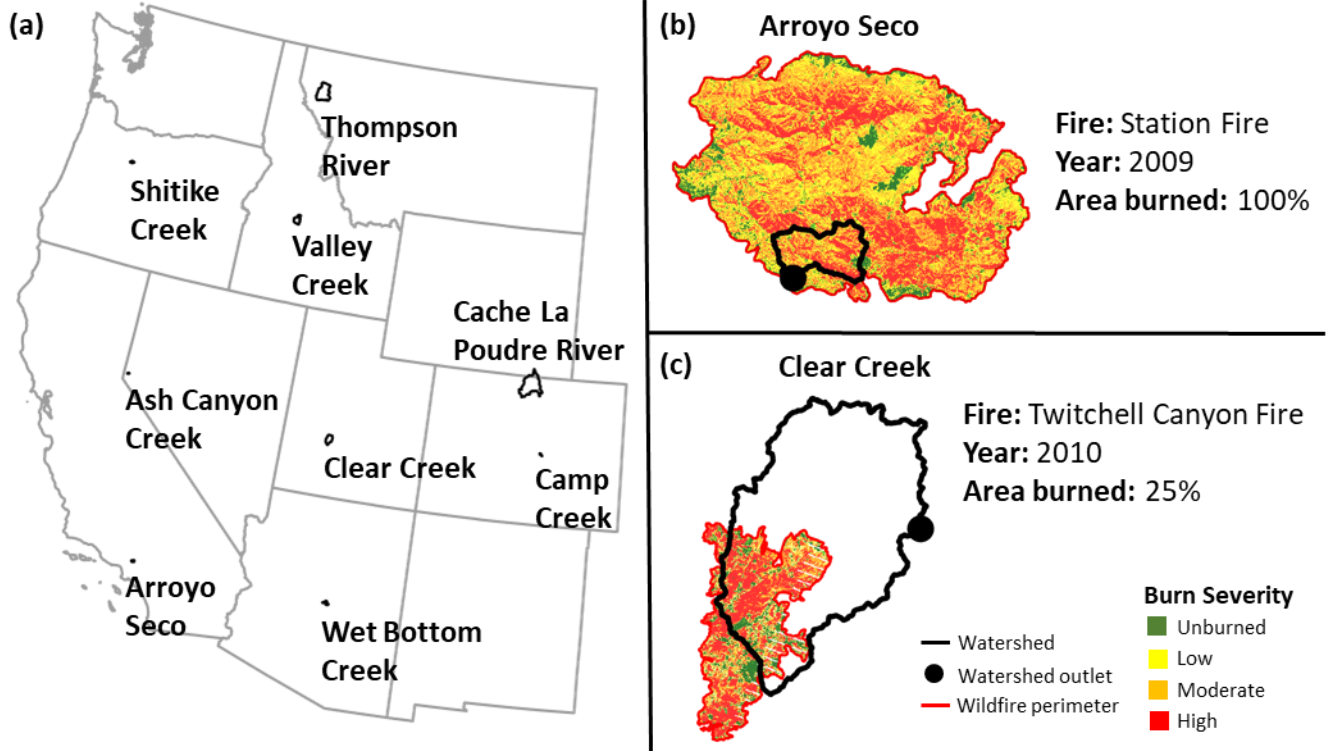 (a)
Thompson
River
Shitike
Creek
Valley
Creek
Cache La
Poudre River
Ash Canyon
Creek
Clear Creek
Camp
Creek
Arroyo
Seco
Wet Bottom
Creek
(b)
Arroyo Seco
Fire: Station Fire
Year: 2009
Area burned: 100%
(c)
Clear Creek
Fire: Twitchell Canyon Fire
Year: 2010
Area burned: 25%
Watershed
Watershed outlet
Wildfire perimeter
Burn Severity
Unburned
Low
Moderate
High